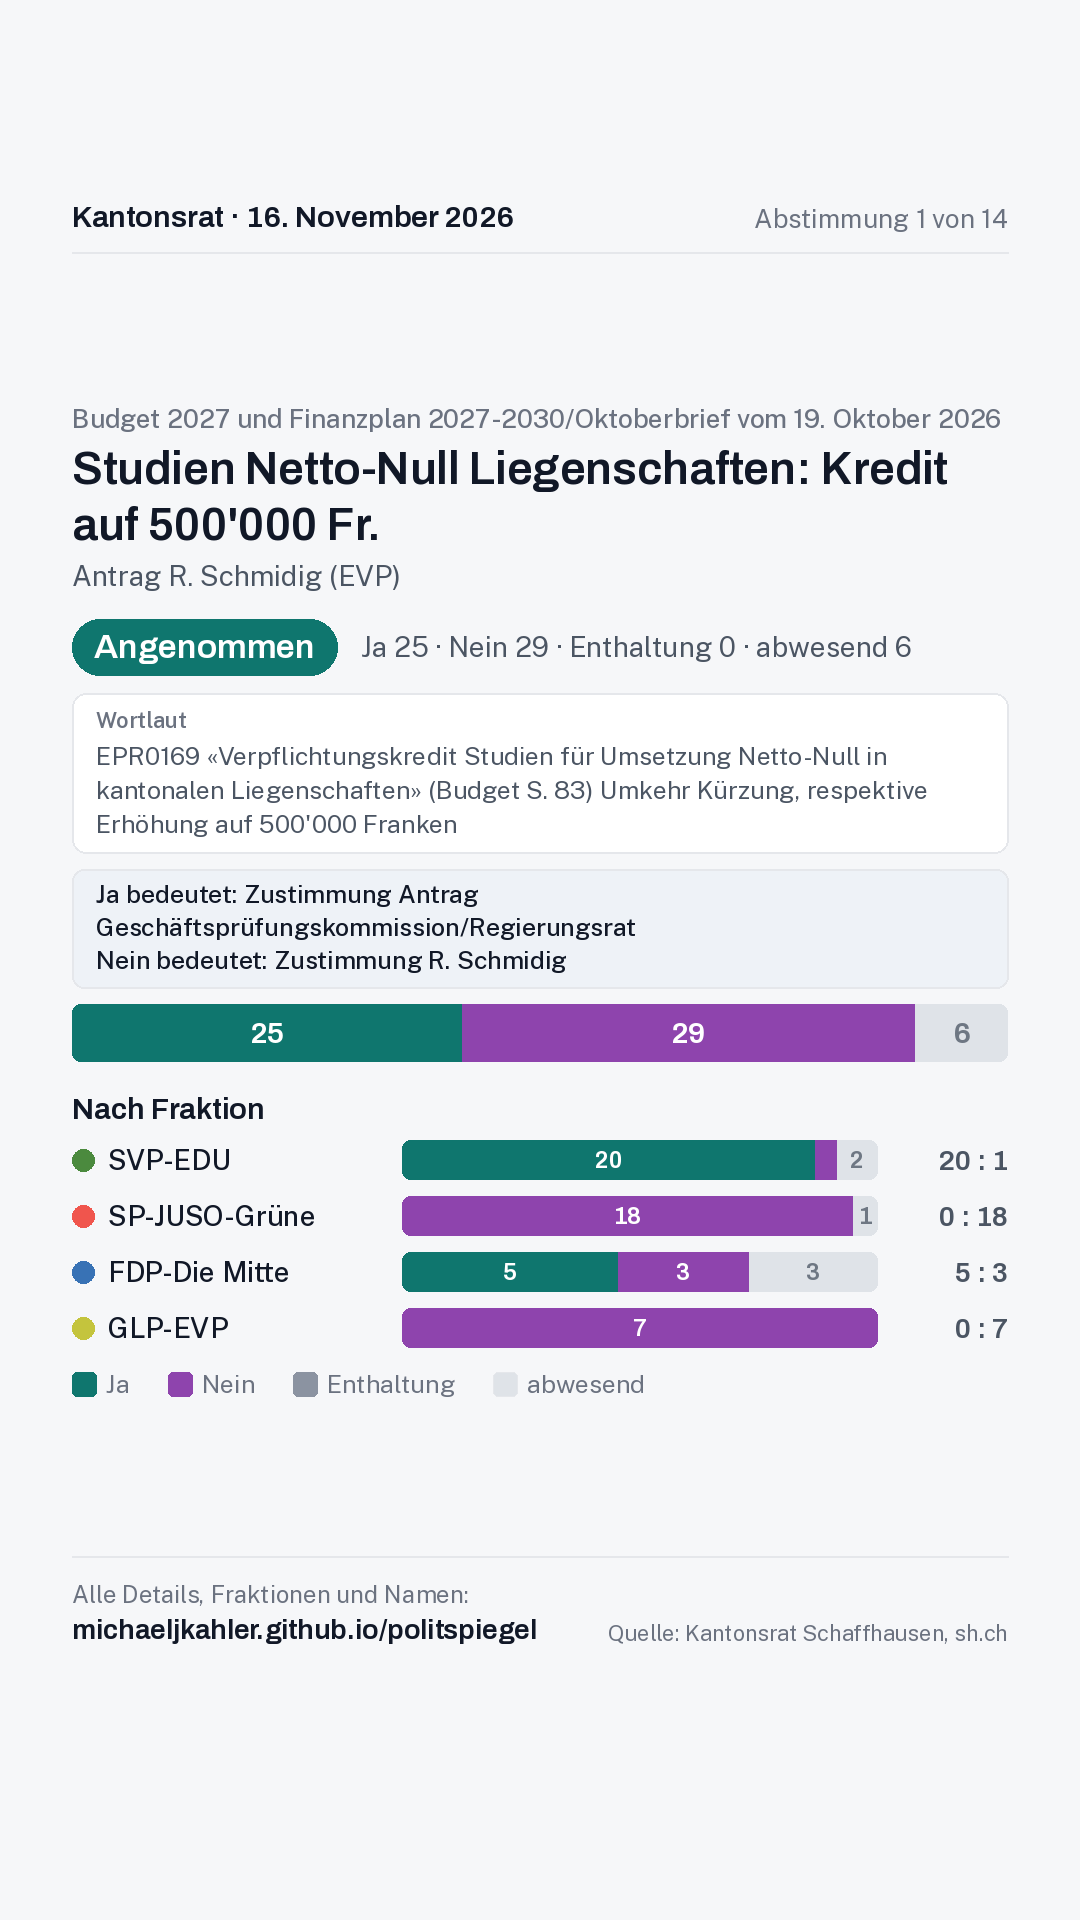 Kantonsrat · 16. November 2026
Abstimmung 1 von 14
Budget 2027 und Finanzplan 2027-2030/Oktoberbrief vom 19. Oktober 2026
Studien Netto-Null Liegenschaften: Kredit
auf 500'000 Fr.
Antrag R. Schmidig (EVP)
Angenommen
Ja 25 · Nein 29 · Enthaltung 0 · abwesend 6
Wortlaut
EPR0169 «Verpflichtungskredit Studien für Umsetzung Netto-Null in
kantonalen Liegenschaften» (Budget S. 83) Umkehr Kürzung, respektive
Erhöhung auf 500'000 Franken
Ja bedeutet: Zustimmung Antrag
Geschäftsprüfungskommission/Regierungsrat
Nein bedeutet: Zustimmung R. Schmidig
25 29 6
Nach Fraktion
SVP-EDU 20 2 20 : 1
SP-JUSO-Grüne 18 1 0 : 18
FDP-Die Mitte 5 3 3 5 : 3
GLP-EVP 7 0 : 7
Ja Nein Enthaltung abwesend
Alle Details, Fraktionen und Namen:
michaeljkahler.github.io/politspiegel
Quelle: Kantonsrat Schaffhausen, sh.ch